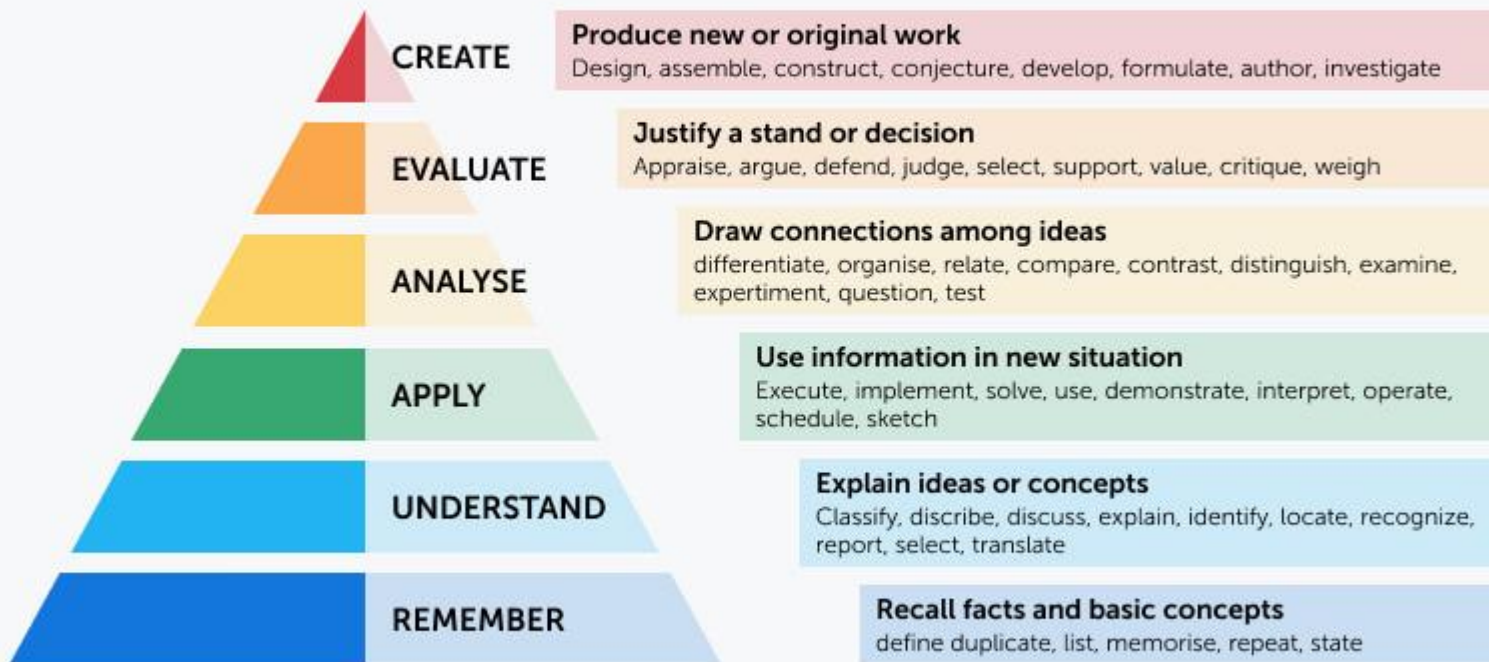 CREATE
Produce new or original work
Design, assemble, construct, conjecture, develop, formulate, author, investigate
EVALUATE
Justify a stand or decision
Appraise, argue, defend, judge, select, support, value, critique, weigh
ANALYSE
Draw connections among ideas
differentiate, organise, relate, compare, contrast, distinguish, examine,
expertiment, question, test
APPLY
Use information in new situation
Execute, implement, solve, use, demonstrate, interpret, operate,
schedule, sketch
UNDERSTAND
Explain ideas or concepts
Classify, discribe, discuss, explain, identify, locate, recognize,
report, select, translate
REMEMBER
Recall facts and basic concepts
define duplicate, list, memorise, repeat, state